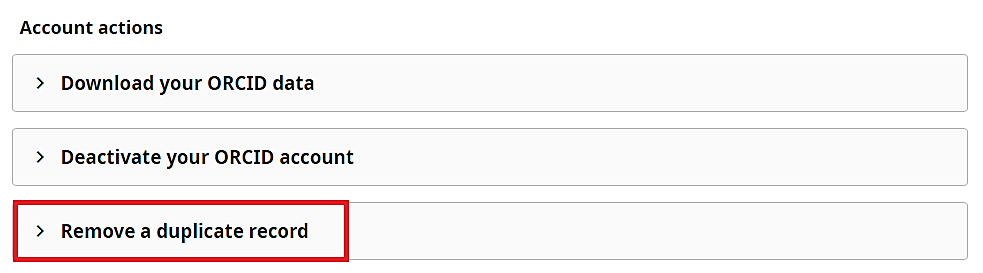 Account actions
Download your ORCID data
Deactivate your ORCID account
Remove a duplicate record